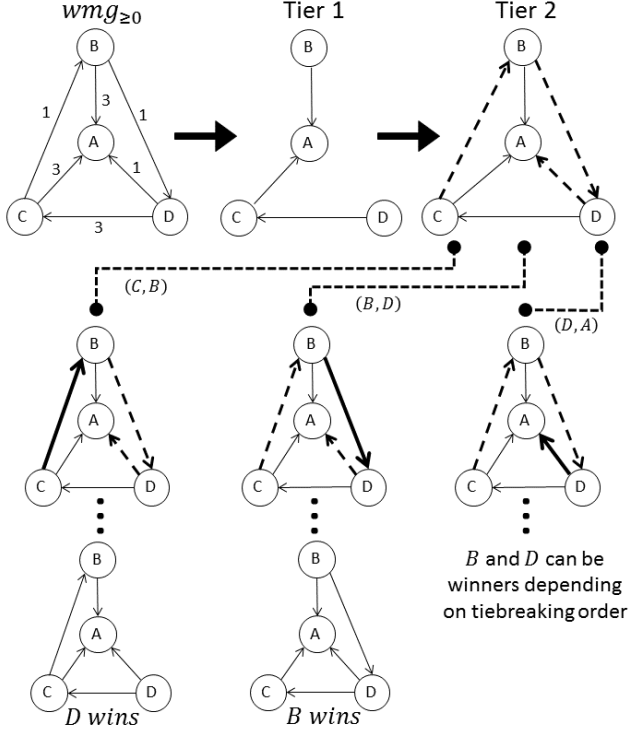 wmg≥0
Tier 1
Tier 2
B
B
B
1
3
1
A
A
A
3
1
C
3
D
C
D
C
D
(C, B)
(B, D)
(D, A)
B
B
B
A
A
A
C
D
C
D
C
D
B
B
B and D can be
winners depending
on tiebreaking order
A
A
C
D
C
D
D wins
B wins